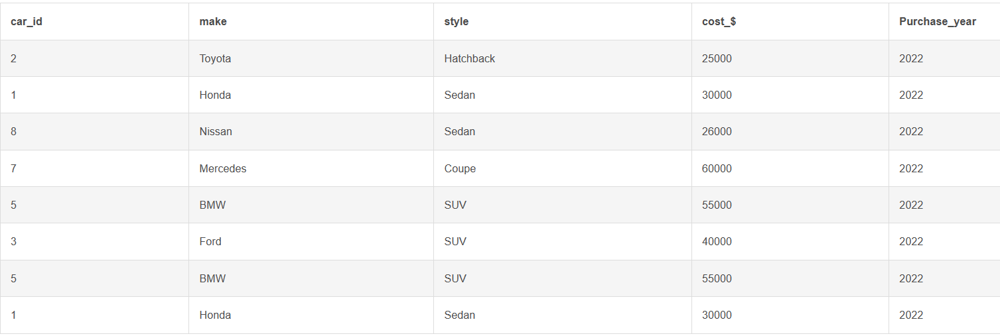 car_id make style cost_$ Purchase_year
2 Toyota Hatchback 25000 2022
1 Honda Sedan 30000 2022
8 Nissan Sedan 26000 2022
7 Mercedes Coupe 60000 2022
5 BMW SUV 55000 2022
3 Ford SUV 40000 2022
5 BMW SUV 55000 2022
1 Honda Sedan 30000 2022